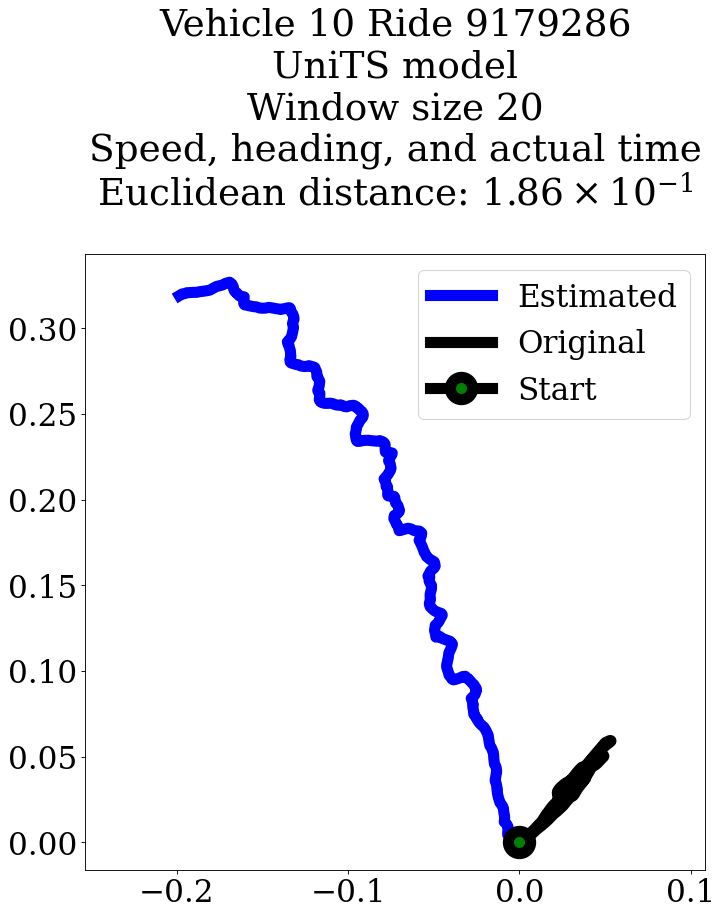 Vehicle 10 Ride 9179286
UniTS model
Window size 20
Speed, heading, and actual time
Euclidean distance: 1.86 × 10⁻¹
Estimated
Original
Start
0.30
0.25
0.20
0.15
0.10
0.05
0.00
−0.2 −0.1 0.0 0.1